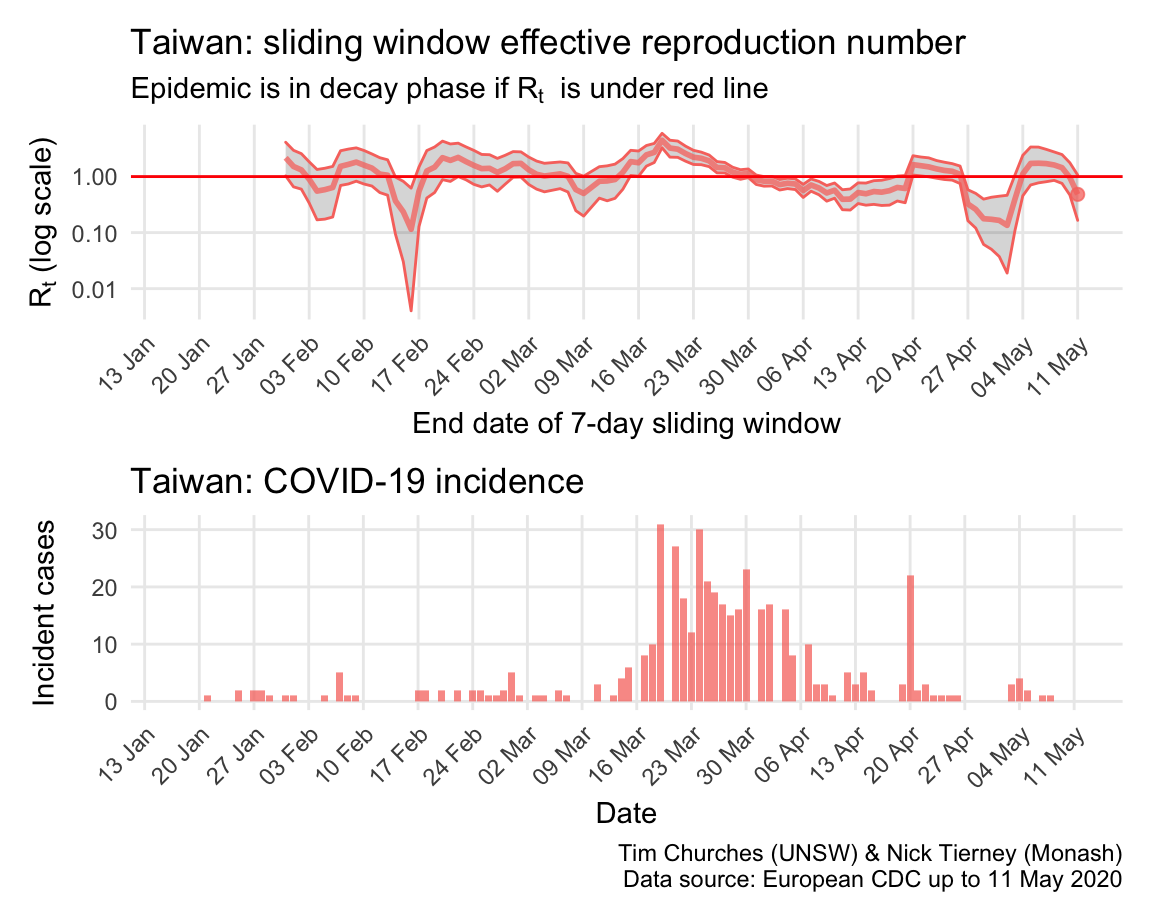 Taiwan: sliding window effective reproduction number
Epidemic is in decay phase if Rt is under red line
Rt (log scale)
1.00
0.10
0.01
13 Jan
20 Jan
27 Jan
03 Feb
10 Feb
17 Feb
24 Feb
02 Mar
09 Mar
16 Mar
23 Mar
30 Mar
06 Apr
13 Apr
20 Apr
27 Apr
04 May
11 May
End date of 7-day sliding window
Taiwan: COVID-19 incidence
Incident cases
30
20
10
0
13 Jan
20 Jan
27 Jan
03 Feb
10 Feb
17 Feb
24 Feb
02 Mar
09 Mar
16 Mar
23 Mar
30 Mar
06 Apr
13 Apr
20 Apr
27 Apr
04 May
11 May
Date
Tim Churches (UNSW) & Nick Tierney (Monash)
Data source: European CDC up to 11 May 2020